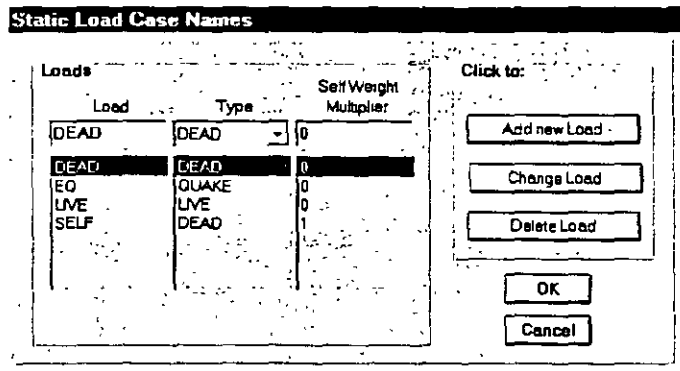 Static Load Case Names
Loads
Load Type Self Weight Multiplier
DEAD DEAD 0
DEAD DEAD 0
EQ QUAKE 0
LIVE LIVE 0
SELF DEAD 1
Click to:
Add new Load
Change Load
Delete Load
OK
Cancel